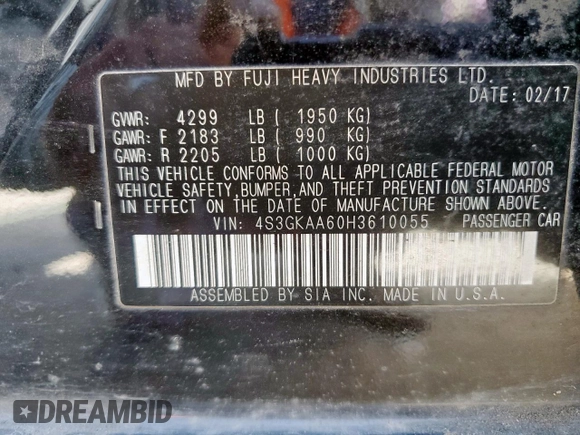 MFD BY FUJI HEAVY INDUSTRIES LTD.
DATE: 02/17
GVWR: 4299 LB ( 1950 KG)
GAWR: F 2183 LB ( 990 KG)
GAWR: R 2205 LB ( 1000 KG)
THIS VEHICLE CONFORMS TO ALL APPLICABLE FEDERAL MOTOR
VEHICLE SAFETY,BUMPER,AND THEFT PREVENTION STANDARDS
IN EFFECT ON THE DATE OF MANUFACTURE SHOWN ABOVE.
VIN: 4S3GKAA60H3610055 PASSENGER CAR
ASSEMBLED BY SIA INC. MADE IN U.S.A.
DREAMBID